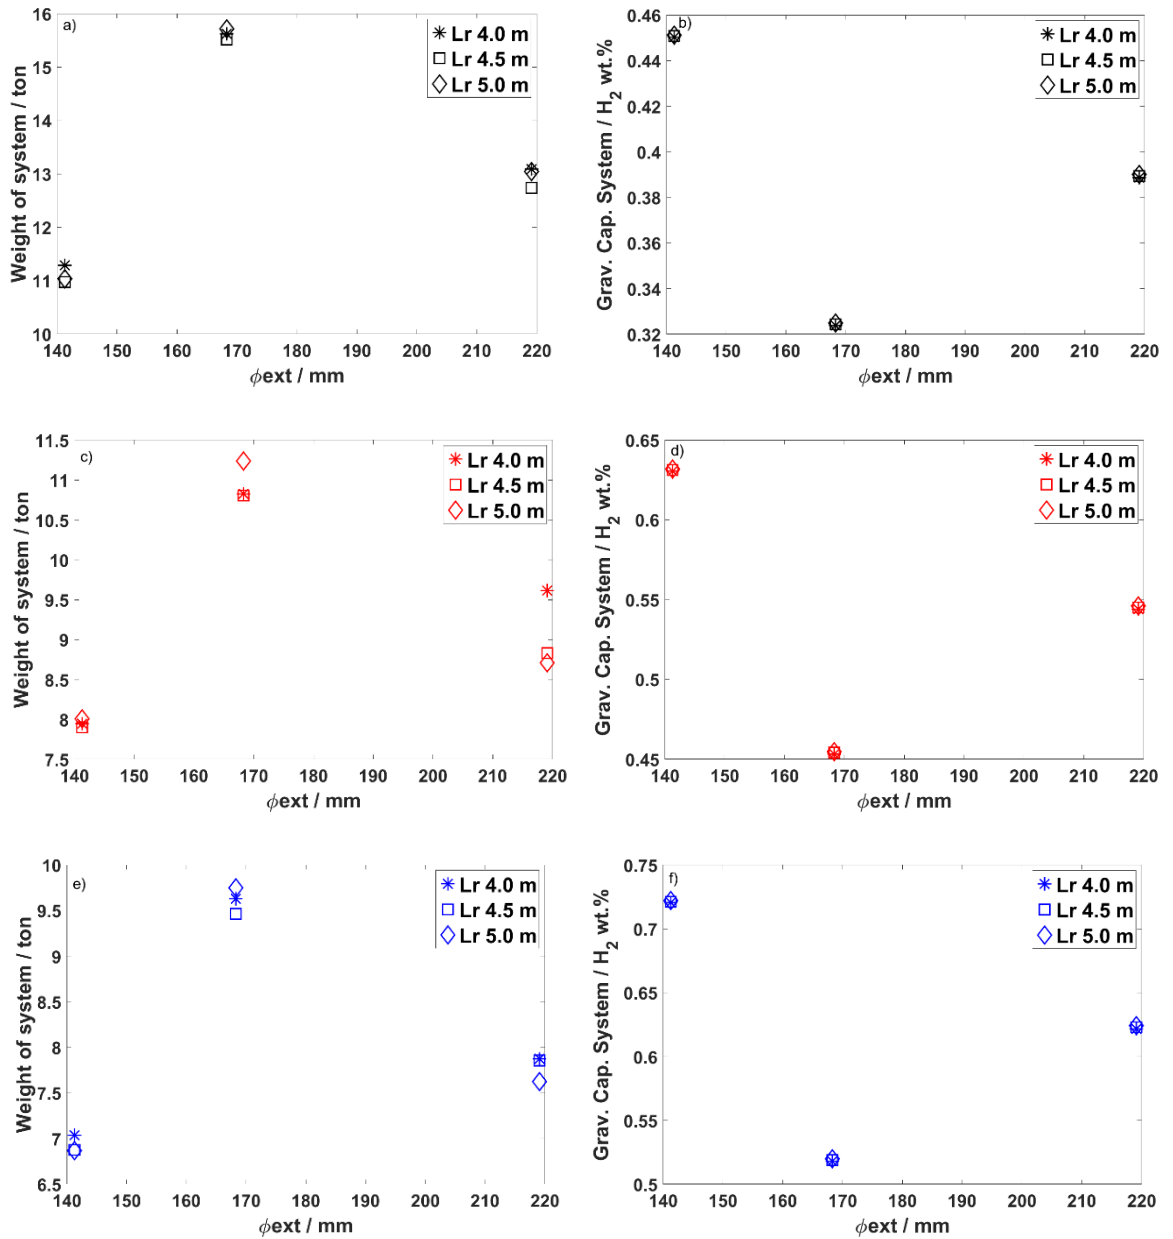 a)
16
15
14
13
12
11
10
140 150 160 170 180 190 200 210 220
Weight of system / ton
ϕext / mm
Lr 4.0 m
Lr 4.5 m
Lr 5.0 m
b)
0.46
0.44
0.42
0.4
0.38
0.36
0.34
0.32
140 150 160 170 180 190 200 210 220
Grav. Cap. System / H₂ wt.%
ϕext / mm
Lr 4.0 m
Lr 4.5 m
Lr 5.0 m
c)
11.5
11
10.5
10
9.5
9
8.5
8
7.5
140 150 160 170 180 190 200 210 220
Weight of system / ton
ϕext / mm
Lr 4.0 m
Lr 4.5 m
Lr 5.0 m
d)
0.65
0.6
0.55
0.5
0.45
140 150 160 170 180 190 200 210 220
Grav. Cap. System / H₂ wt.%
ϕext / mm
Lr 4.0 m
Lr 4.5 m
Lr 5.0 m
e)
10
9.5
9
8.5
8
7.5
7
6.5
140 150 160 170 180 190 200 210 220
Weight of system / ton
ϕext / mm
Lr 4.0 m
Lr 4.5 m
Lr 5.0 m
f)
0.75
0.7
0.65
0.6
0.55
0.5
140 150 160 170 180 190 200 210 220
Grav. Cap. System / H₂ wt.%
ϕext / mm
Lr 4.0 m
Lr 4.5 m
Lr 5.0 m